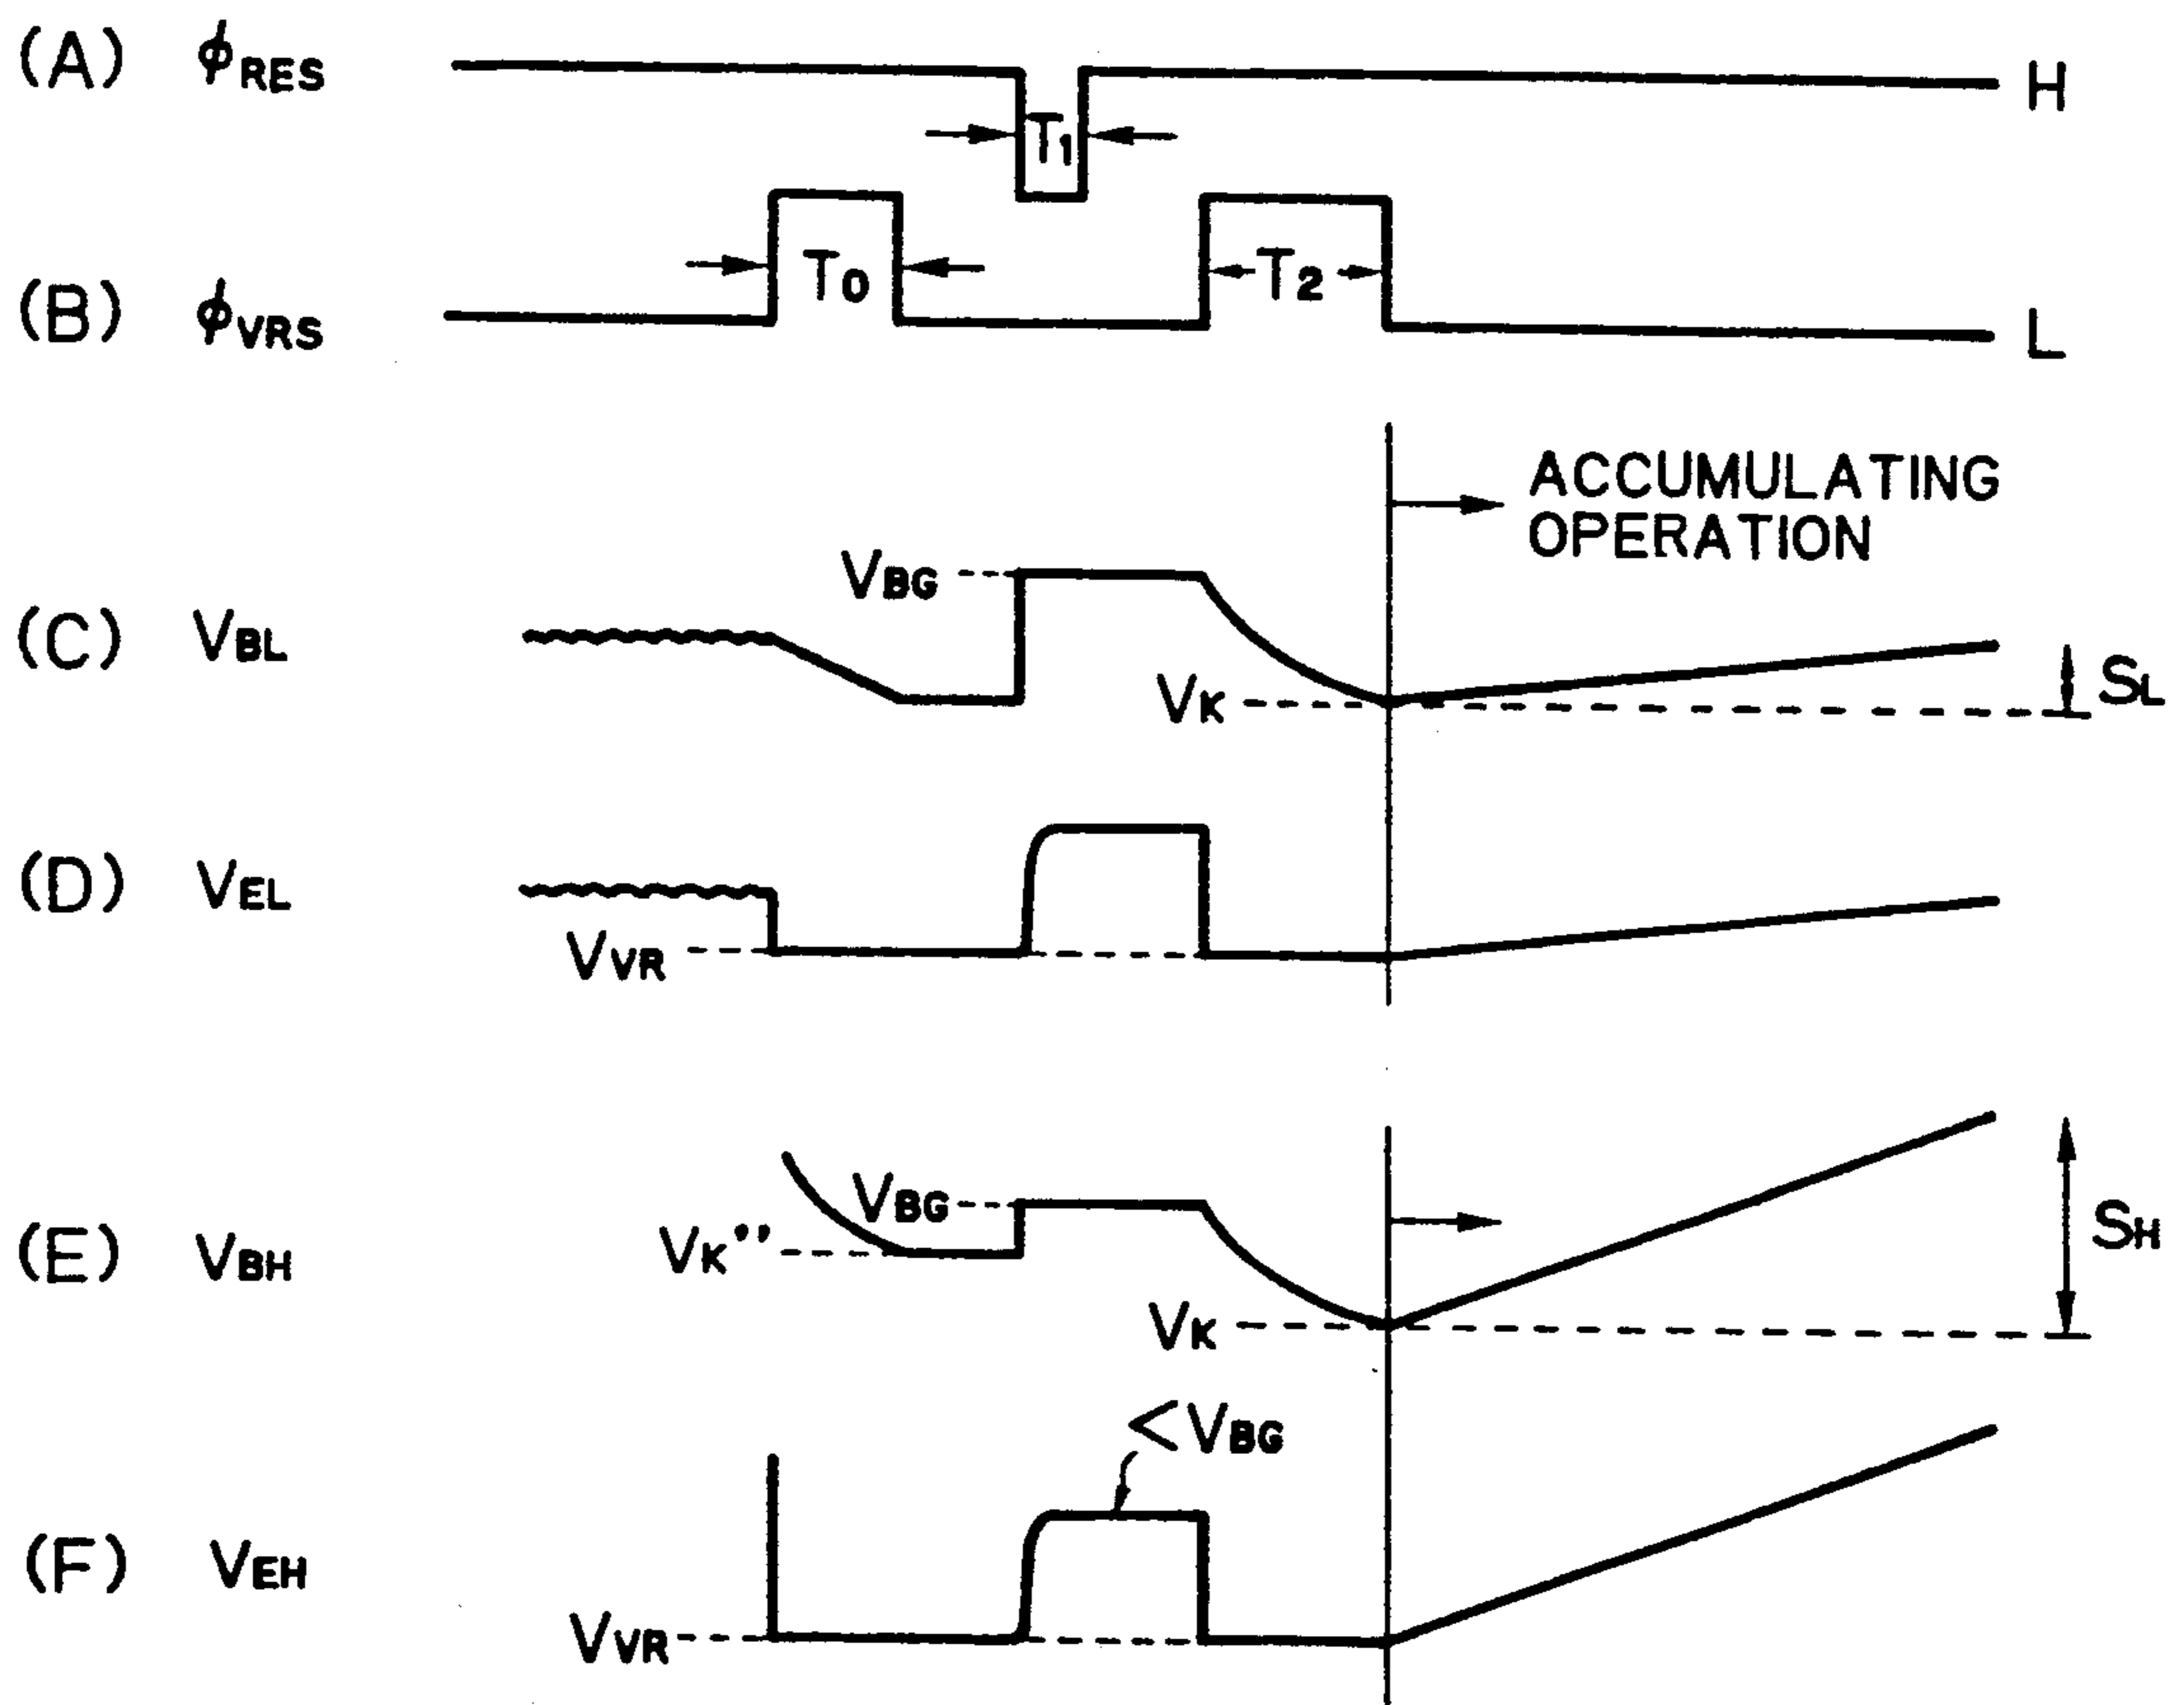 (A) ϕRES H
T1
(B) ϕVRS T0 T2 L
ACCUMULATING
OPERATION
VBG
(C) VBL VK SL
(D) VEL
VVR
VBG
(E) VBH VK'' SH
VK
<VBG
(F) VEH
VVR